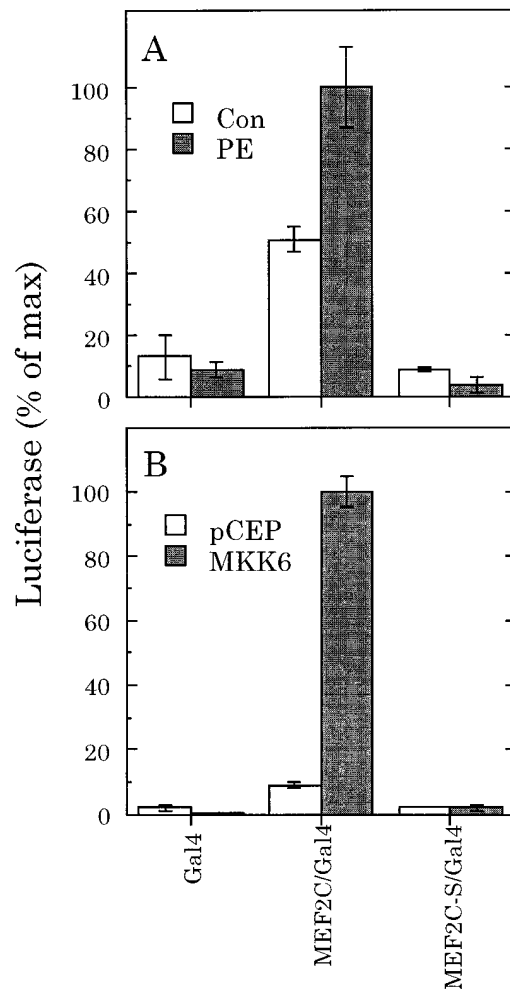 A
Con
PE
100
80
60
40
20
0
Luciferase (% of max)
B
pCEP
MKK6
100
80
60
40
20
0
Gal4
MEF2C/Gal4
MEF2C-S/Gal4